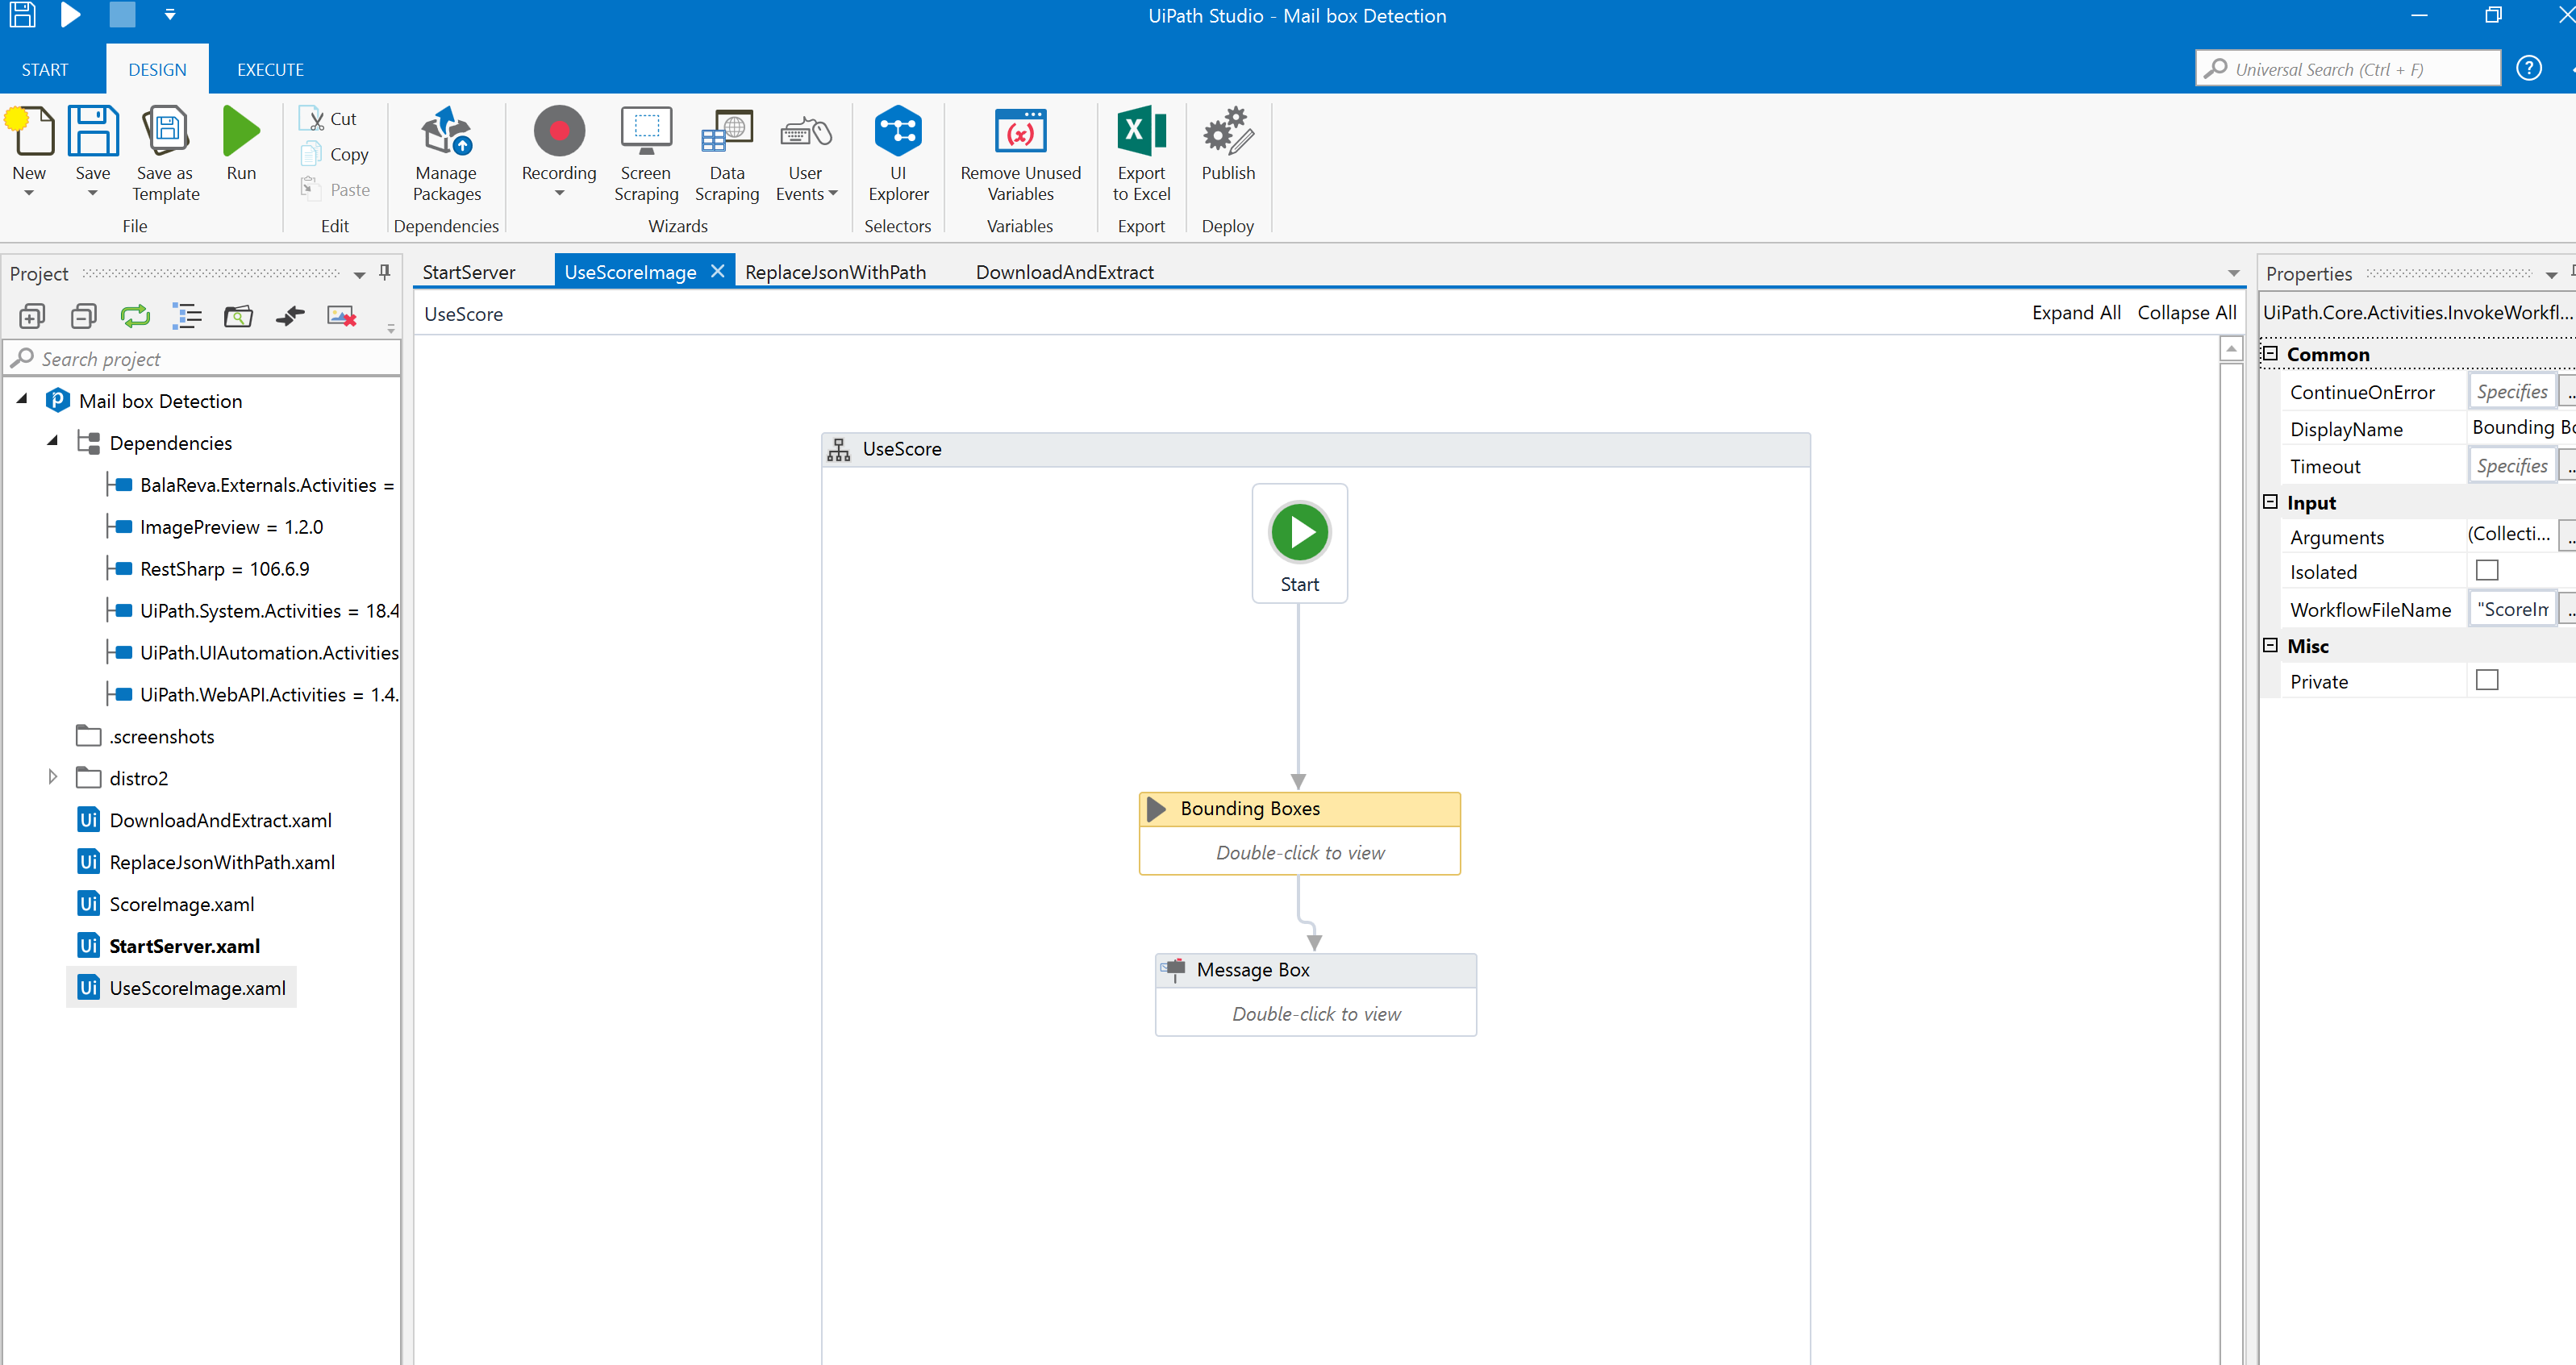 UiPath Studio - Mail box Detection
START DESIGN EXECUTE
Universal Search (Ctrl + F)
New Save Save as Template Run
Cut
Copy
Paste
Manage Packages
Recording Screen Scraping Data Scraping User Events
UI Explorer
Remove Unused Variables
Export to Excel
Publish
File Edit Dependencies Wizards Selectors Variables Export Deploy
Project
Search project
Mail box Detection
Dependencies
BalaReva.Externals.Activities =
ImagePreview = 1.2.0
RestSharp = 106.6.9
UiPath.System.Activities = 18.4
UiPath.UIAutomation.Activities
UiPath.WebAPI.Activities = 1.4.
.screenshots
distro2
DownloadAndExtract.xaml
ReplaceJsonWithPath.xaml
ScoreImage.xaml
StartServer.xaml
UseScoreImage.xaml
StartServer UseScoreImage ReplaceJsonWithPath DownloadAndExtract
UseScore Expand All Collapse All
UseScore
Start
Bounding Boxes
Double-click to view
Message Box
Double-click to view
Properties
UiPath.Core.Activities.InvokeWorkfl...
Common
ContinueOnError Specifies
DisplayName Bounding Bo
Timeout Specifies
Input
Arguments (Collecti...
Isolated
WorkflowFileName "ScoreIm
Misc
Private